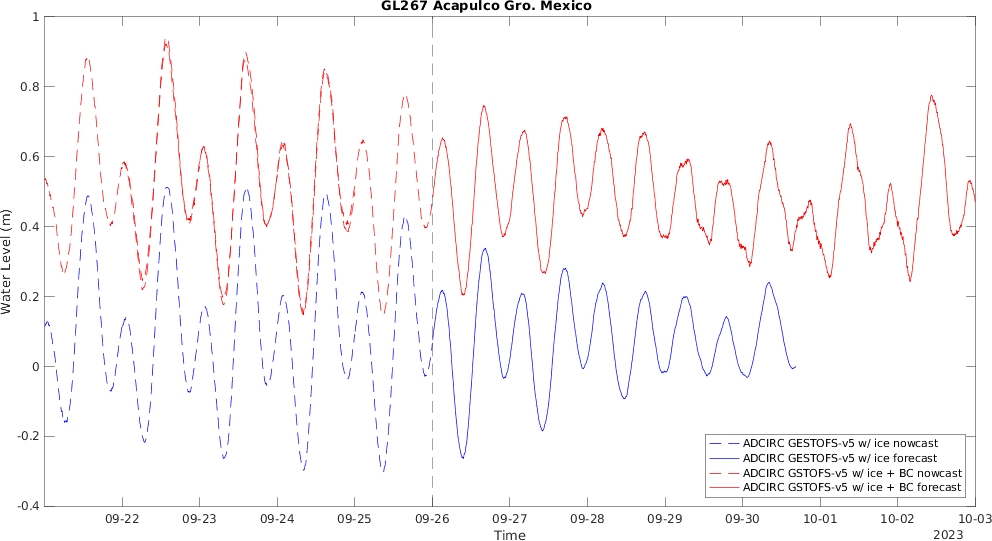 GL267 Acapulco Gro. Mexico
1
0.8
0.6
0.4
0.2
0
-0.2
-0.4
Water Level (m)
09-22 09-23 09-24 09-25 09-26 09-27 09-28 09-29 09-30 10-01 10-02 10-03
Time
2023
ADCIRC GESTOFS-v5 w/ ice nowcast
ADCIRC GESTOFS-v5 w/ ice forecast
ADCIRC GSTOFS-v5 w/ ice + BC nowcast
ADCIRC GSTOFS-v5 w/ ice + BC forecast